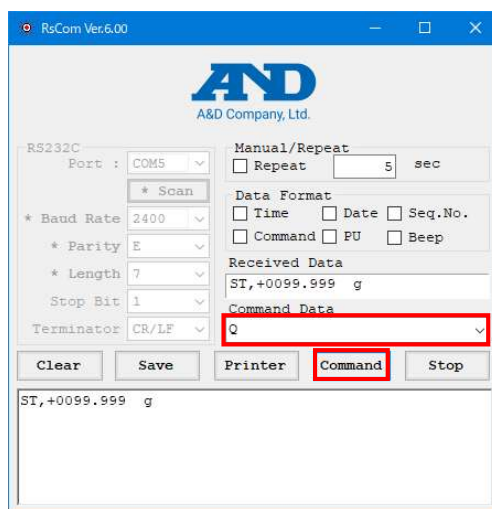 RsCom Ver.6.00
AND
A&D Company, Ltd.
RS232C
Port : COM5
* Scan
* Baud Rate 2400
* Parity E
* Length 7
Stop Bit 1
Terminator CR/LF
Manual/Repeat
Repeat 5 sec
Data Format
Time Date Seq.No.
Command PU Beep
Received Data
ST,+0099.999 g
Command Data
Q
Clear Save Printer Command Stop
ST,+0099.999 g